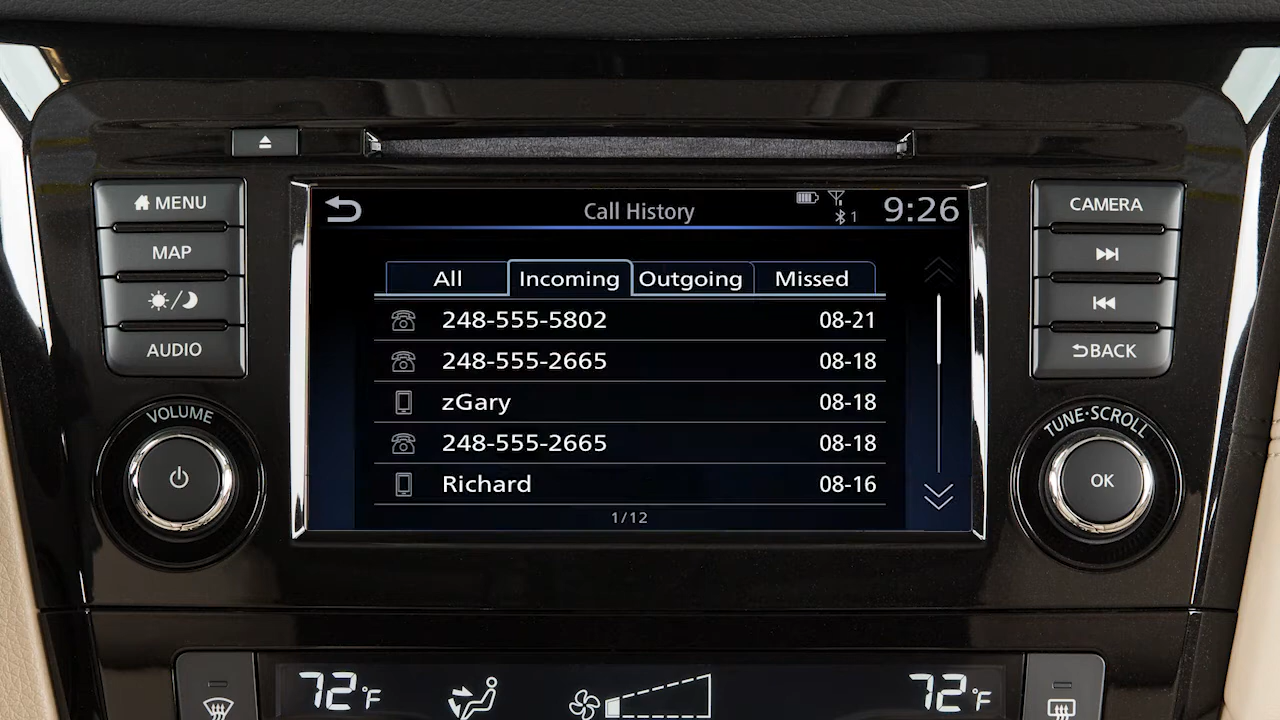 Call History
1
9:26
MENU
CAMERA
MAP
All Incoming Outgoing Missed
248-555-5802 08-21
248-555-2665 08-18
zGary 08-18
248-555-2665 08-18
Richard 08-16
1/12
AUDIO
BACK
VOLUME
TUNE·SCROLL
OK
72°F
72°F